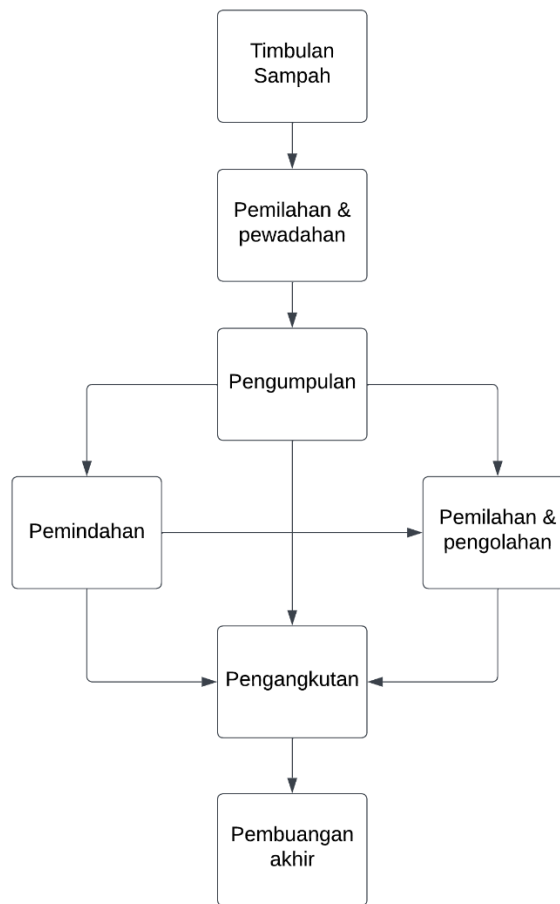 Timbulan
Sampah
Pemilahan &
pewadahan
Pengumpulan
Pemindahan
Pemilahan &
pengolahan
Pengangkutan
Pembuangan
akhir